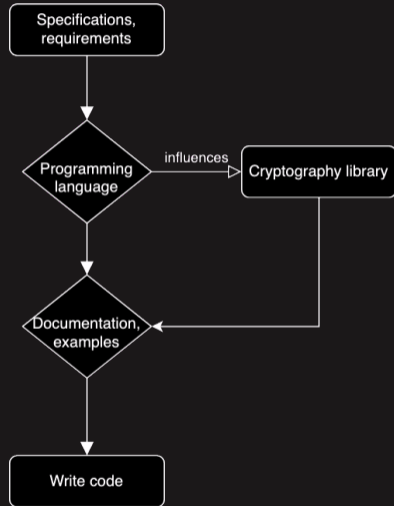 Specifications,
requirements
Programming
language
influences
Cryptography library
Documentation,
examples
Write code